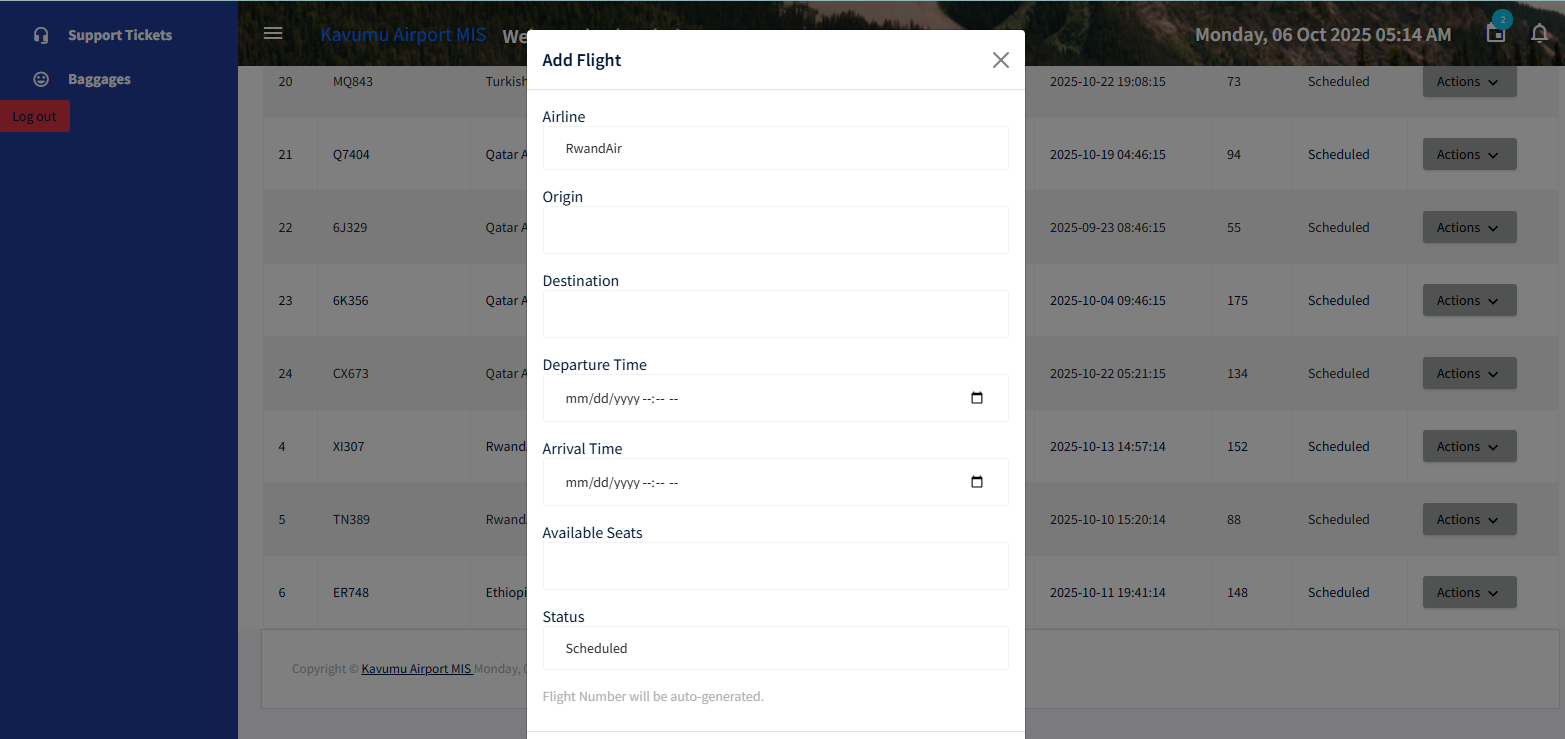 Support Tickets
Baggages
Log out
Kavumu Airport MIS
Monday, 06 Oct 2025 05:14 AM
2
Add Flight
Airline
RwandAir
Origin
Destination
Departure Time
mm/dd/yyyy --:-- --
Arrival Time
mm/dd/yyyy --:-- --
Available Seats
Status
Scheduled
Flight Number will be auto-generated.
20 MQ843 Turkish 2025-10-22 19:08:15 73 Scheduled Actions
21 Q7404 Qatar A 2025-10-19 04:46:15 94 Scheduled Actions
22 6J329 Qatar A 2025-09-23 08:46:15 55 Scheduled Actions
23 6K356 Qatar A 2025-10-04 09:46:15 175 Scheduled Actions
24 CX673 Qatar A 2025-10-22 05:21:15 134 Scheduled Actions
4 XI307 Rwand 2025-10-13 14:57:14 152 Scheduled Actions
5 TN389 Rwand 2025-10-10 15:20:14 88 Scheduled Actions
6 ER748 Ethiopi 2025-10-11 19:41:14 148 Scheduled Actions
Copyright © Kavumu Airport MIS Monday,